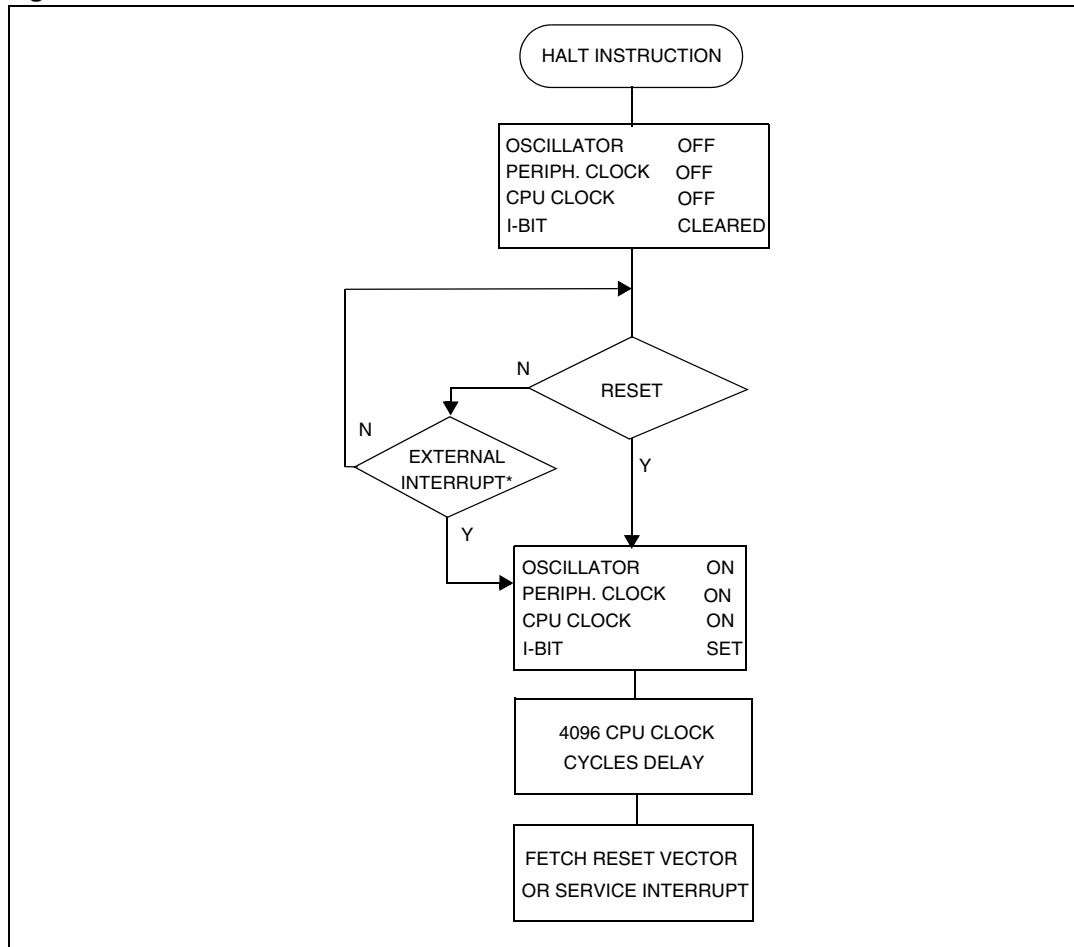 HALT INSTRUCTION
OSCILLATOR OFF
PERIPH. CLOCK OFF
CPU CLOCK OFF
I-BIT CLEARED
N
RESET
N
EXTERNAL
INTERRUPT*
Y
Y
OSCILLATOR ON
PERIPH. CLOCK ON
CPU CLOCK ON
I-BIT SET
4096 CPU CLOCK
CYCLES DELAY
FETCH RESET VECTOR
OR SERVICE INTERRUPT